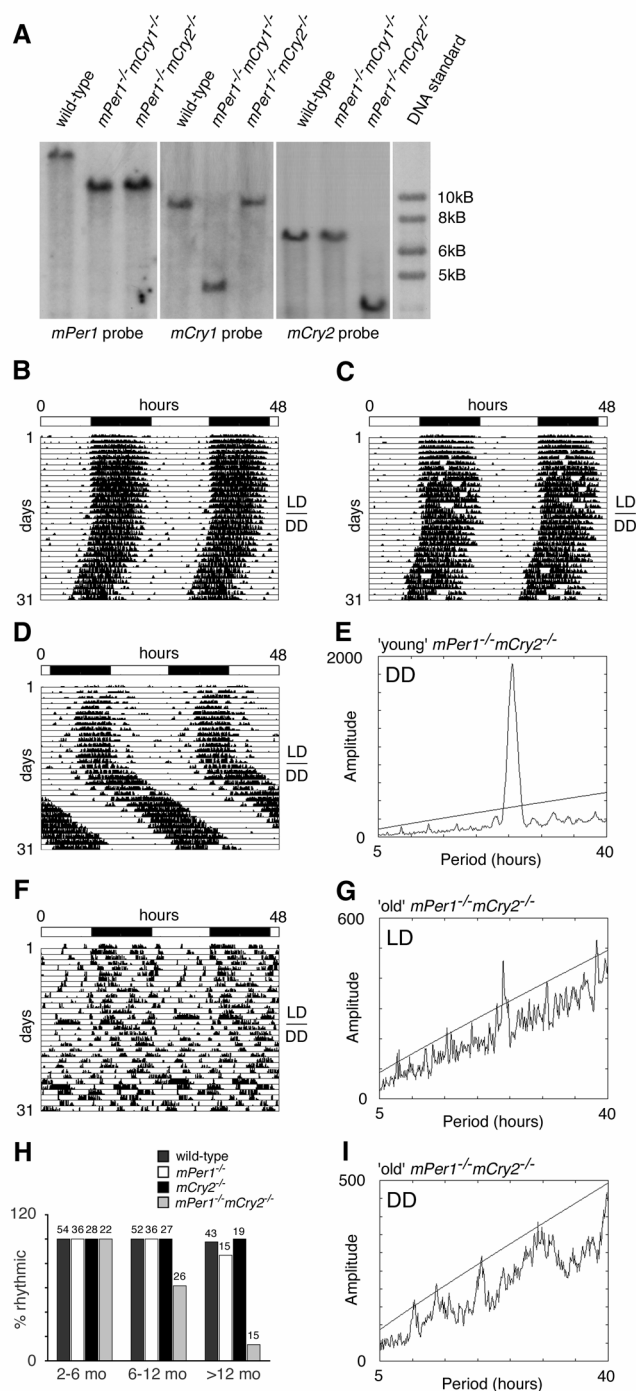 A
wild-type
mPer1-/-mCry1-/-
mPer1-/-mCry2-/-
wild-type
mPer1-/-mCry1-/-
mPer1-/-mCry2-/-
wild-type
mPer1-/-mCry1-/-
mPer1-/-mCry2-/-
DNA standard
10kB
8kB
6kB
5kB
mPer1 probe
mCry1 probe
mCry2 probe
B
0 hours 48
1
days
31
LD
DD
C
0 hours 48
1
days
31
LD
DD
D
0 hours 48
1
days
31
LD
DD
E
'young' mPer1-/-mCry2-/-
2000
DD
Amplitude
0
5 40
Period (hours)
F
0 hours 48
1
days
31
LD
DD
G
'old' mPer1-/-mCry2-/-
600
LD
Amplitude
0
5 40
Period (hours)
H
wild-type
mPer1-/-
mCry2-/-
mPer1-/-mCry2-/-
120
% rhythmic
0
54 36 28 22
52 36 27 26
43 15 19 15
2-6 mo 6-12 mo >12 mo
I
'old' mPer1-/-mCry2-/-
500
DD
Amplitude
0
5 40
Period (hours)